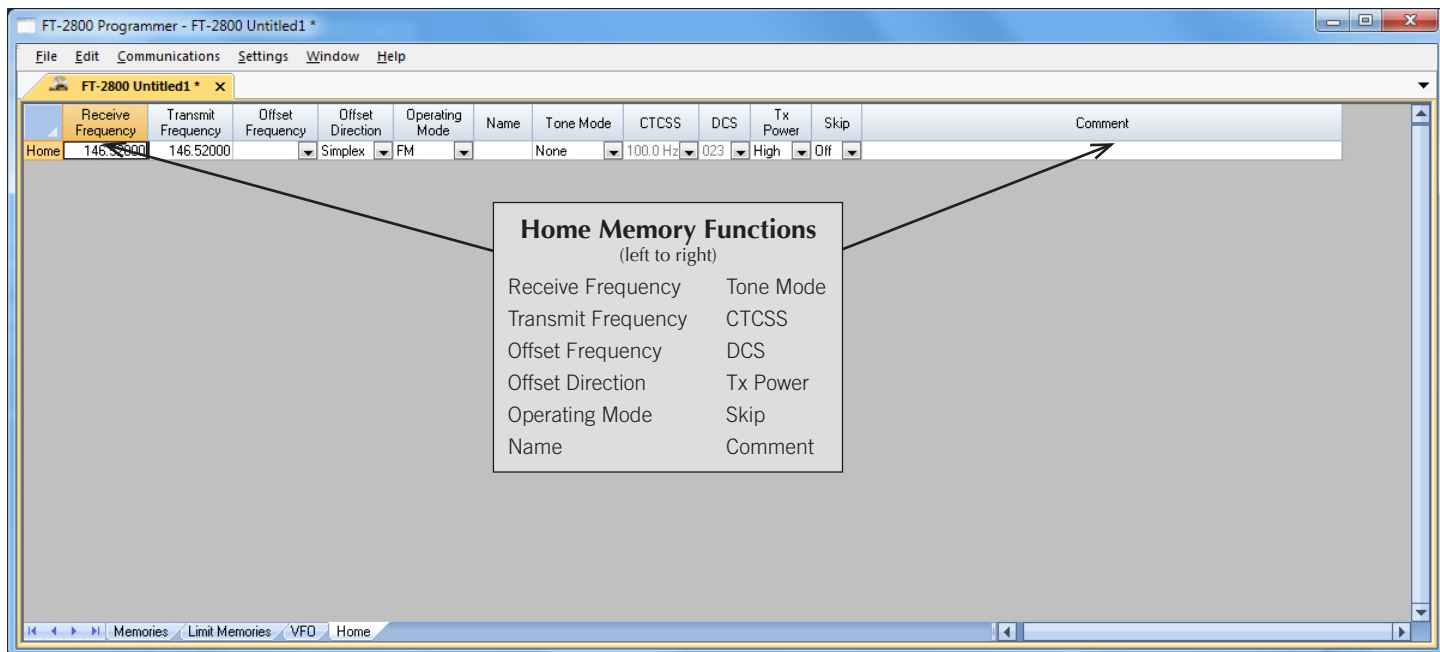 FT-2800 Programmer - FT-2800 Untitled1 *
File Edit Communications Settings Window Help
FT-2800 Untitled1 * X
Receive Frequency Transmit Frequency Offset Frequency Offset Direction Operating Mode Name Tone Mode CTCSS DCS Tx Power Skip Comment
Home 146.52000 146.52000 Simplex FM None 100.0 Hz 023 High Off
Home Memory Functions
(left to right)
Receive Frequency Tone Mode
Transmit Frequency CTCSS
Offset Frequency DCS
Offset Direction Tx Power
Operating Mode Skip
Name Comment
Memories Limit Memories VFO Home